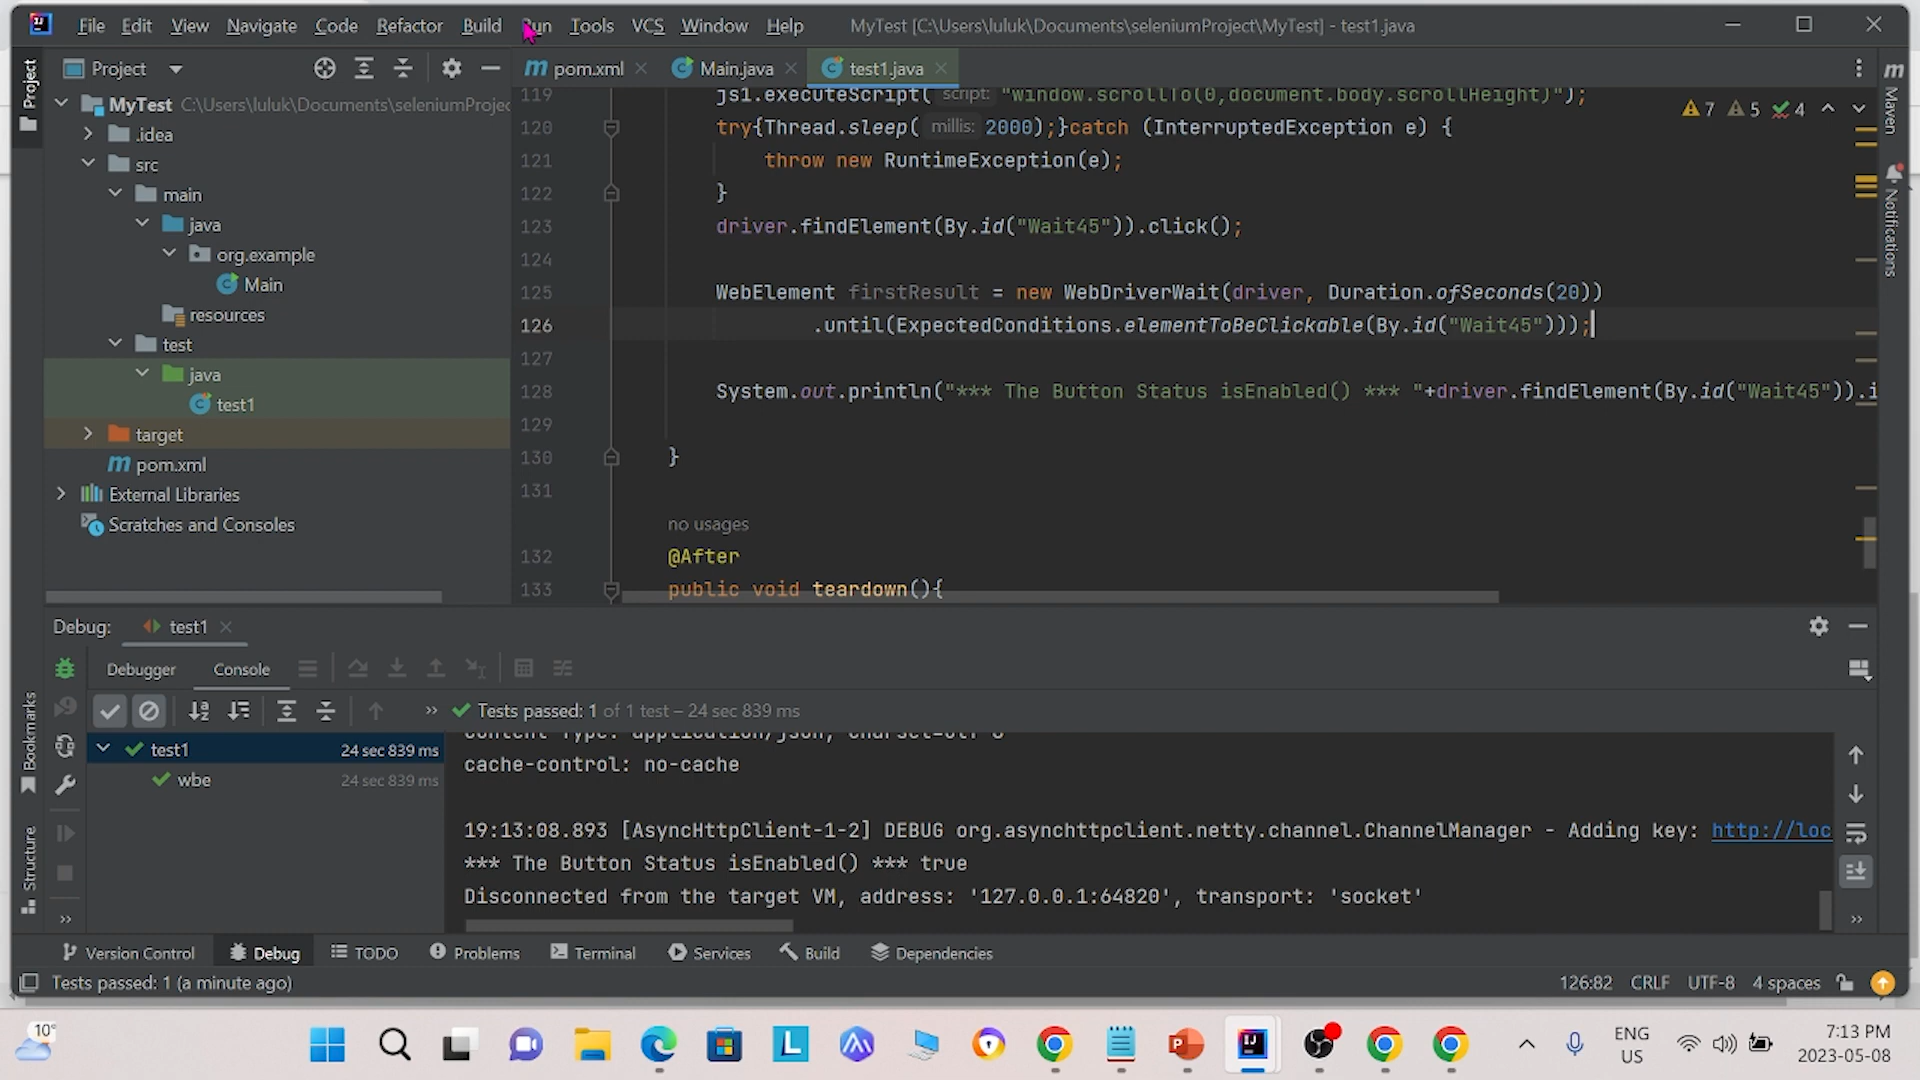 File Edit View Navigate Code Refactor Build Run Tools VCS Window Help MyTest [C:\Users\luluk\Documents\seleniumProject\MyTest] - test1.java
Project
Project
pom.xml
Main.java
test1.java
MyTest C:\Users\luluk\Documents\seleniumProjec
.idea
src
main
java
org.example
Main
resources
test
java
test1
target
pom.xml
External Libraries
Scratches and Consoles
7 5 4
119 js1.executeScript( script: "window.scrollTo(0,document.body.scrollHeight)");
120 try{Thread.sleep( millis: 2000);}catch (InterruptedException e) {
121 throw new RuntimeException(e);
122 }
123 driver.findElement(By.id("Wait45")).click();
124
125 WebElement firstResult = new WebDriverWait(driver, Duration.ofSeconds(20))
126 .until(ExpectedConditions.elementToBeClickable(By.id("Wait45")));
127
128 System.out.println("*** The Button Status isEnabled() *** "+driver.findElement(By.id("Wait45")).i
129
130 }
131
no usages
132 @After
133 public void teardown(){
Maven
Notifications
Debug: test1
Debugger Console
Tests passed: 1 of 1 test – 24 sec 839 ms
test1 24 sec 839 ms
wbe 24 sec 839 ms
cache-control: no-cache
19:13:08.893 [AsyncHttpClient-1-2] DEBUG org.asynchttpclient.netty.channel.ChannelManager - Adding key: http://loc
*** The Button Status isEnabled() *** true
Disconnected from the target VM, address: '127.0.0.1:64820', transport: 'socket'
Bookmarks
Structure
Version Control Debug TODO Problems Terminal Services Build Dependencies
Tests passed: 1 (a minute ago)
126:82 CRLF UTF-8 4 spaces
10°
ENG
US
7:13 PM
2023-05-08